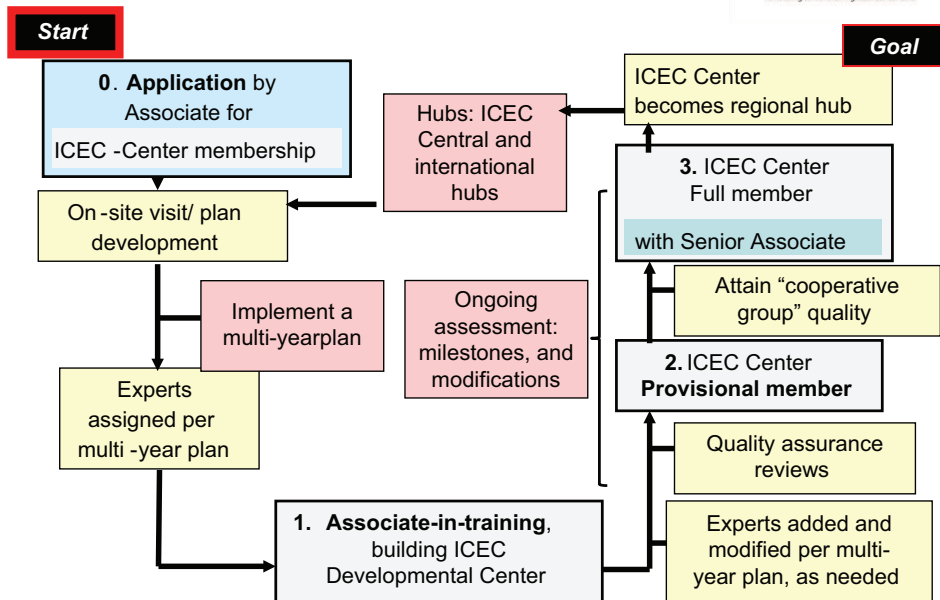 Start
0. Application by
Associate for
ICEC -Center membership
On -site visit/ plan
development
Implement a
multi-yearplan
Experts
assigned per
multi -year plan
1. Associate-in-training,
building ICEC
Developmental Center
Hubs: ICEC
Central and
international
hubs
Ongoing
assessment:
milestones, and
modifications
Goal
ICEC Center
becomes regional hub
3. ICEC Center
Full member
with Senior Associate
Attain “cooperative
group” quality
2. ICEC Center
Provisional member
Quality assurance
reviews
Experts added and
modified per multi-
year plan, as needed